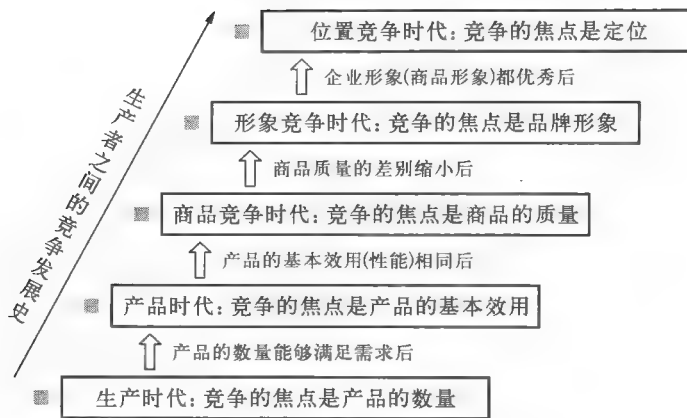 位置竞争时代：竞争的焦点是定位
企业形象(商品形象)都优秀后
形象竞争时代：竞争的焦点是品牌形象
商品质量的差别缩小后
商品竞争时代：竞争的焦点是商品的质量
产品的基本效用(性能)相同后
产品时代：竞争的焦点是产品的基本效用
产品的数量能够满足需求后
生产时代：竞争的焦点是产品的数量
生产者之间的竞争发展史